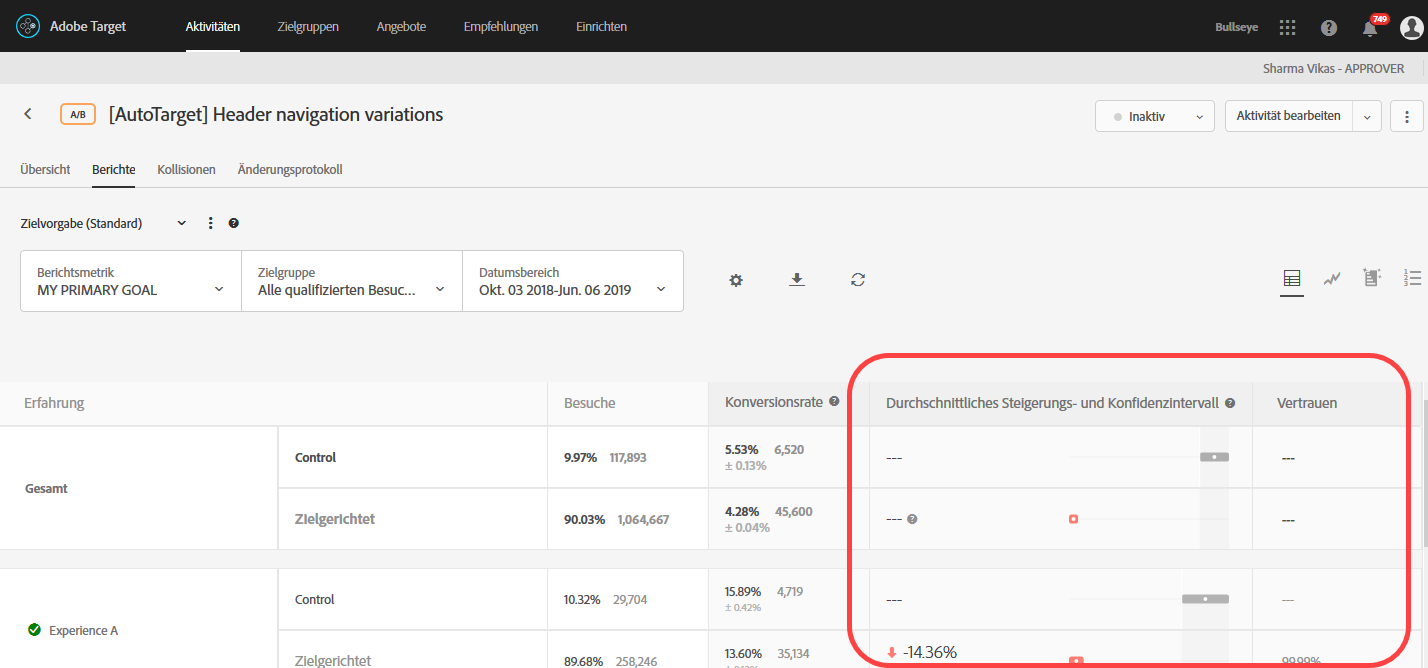 Adobe Target Aktivitäten Zielgruppen Angebote Empfehlungen Einrichten Bullseye 749
Sharma Vikas - APPROVER
A/B [AutoTarget] Header navigation variations Inaktiv Aktivität bearbeiten
Übersicht Berichte Kollisionen Änderungsprotokoll
Zielvorgabe (Standard)
Berichtsmetrik Zielgruppe Datumsbereich
MY PRIMARY GOAL Alle qualifizierten Besuc... Okt. 03 2018-Jun. 06 2019
Erfahrung Besuche Konversionsrate Durchschnittliches Steigerungs- und Konfidenzintervall Vertrauen
Control 9.97% 117,893 5.53% 6,520 --- ---
± 0.13%
Gesamt
Zielgerichtet 90.03% 1,064,667 4.28% 45,600 --- ---
± 0.04%
Control 10.32% 29,704 15.89% 4,719 --- ---
± 0.42%
Experience A
Zielgerichtet 89.68% 258,246 13.60% 35,134 -14.36% 99.99%